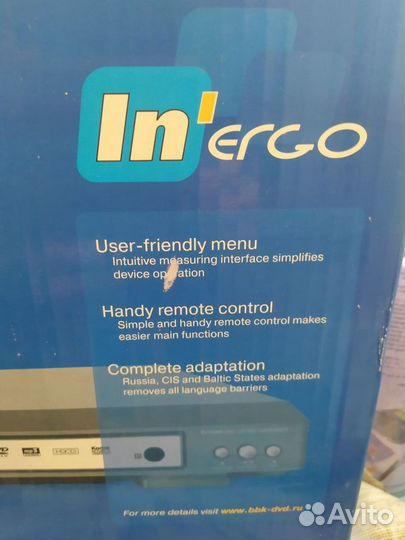 In'ergo
User-friendly menu
Intuitive measuring interface simplifies
device operation
Handy remote control
Simple and handy remote control makes
easier main functions
Complete adaptation
Russia, CIS and Baltic States adaptation
removes all language barriers
mp3
HDCD
For more details visit www.bbk-dvd.ru
Avito